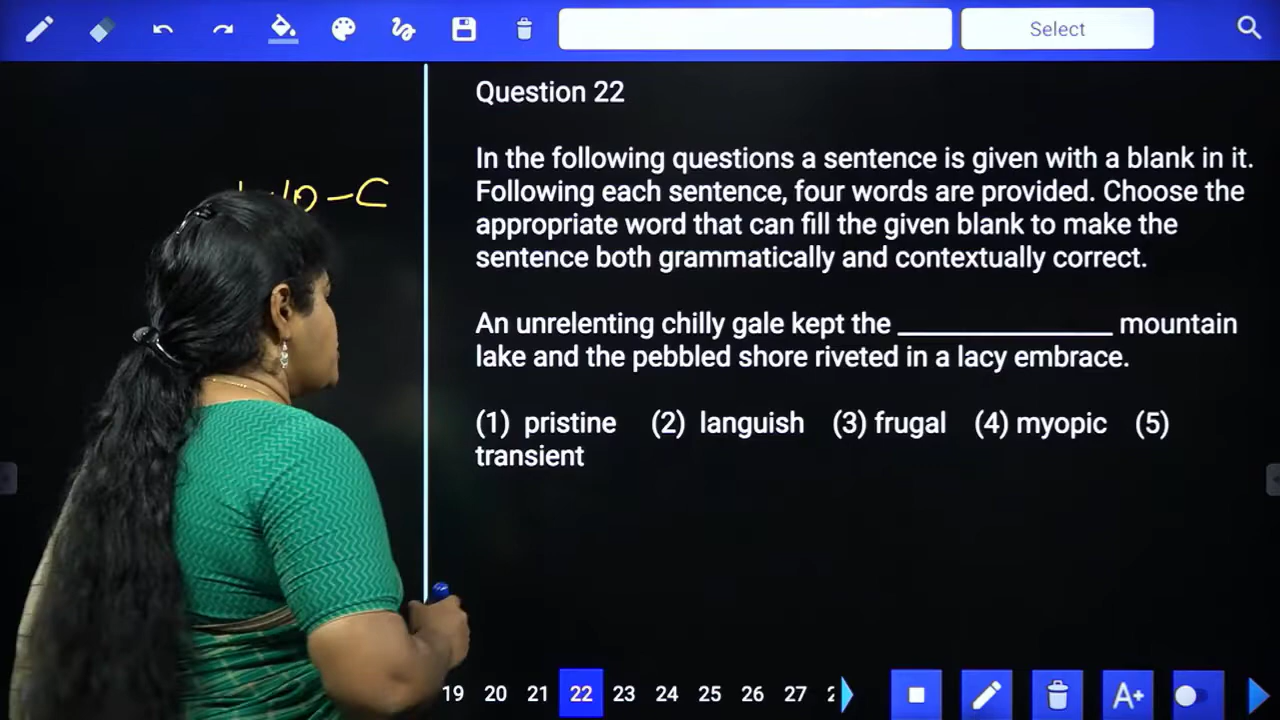 Select
Question 22
In the following questions a sentence is given with a blank in it.
Following each sentence, four words are provided. Choose the
appropriate word that can fill the given blank to make the
sentence both grammatically and contextually correct.
An unrelenting chilly gale kept the ________________ mountain
lake and the pebbled shore riveted in a lacy embrace.
(1) pristine (2) languish (3) frugal (4) myopic (5)
transient
19 20 21 22 23 24 25 26 27
A+